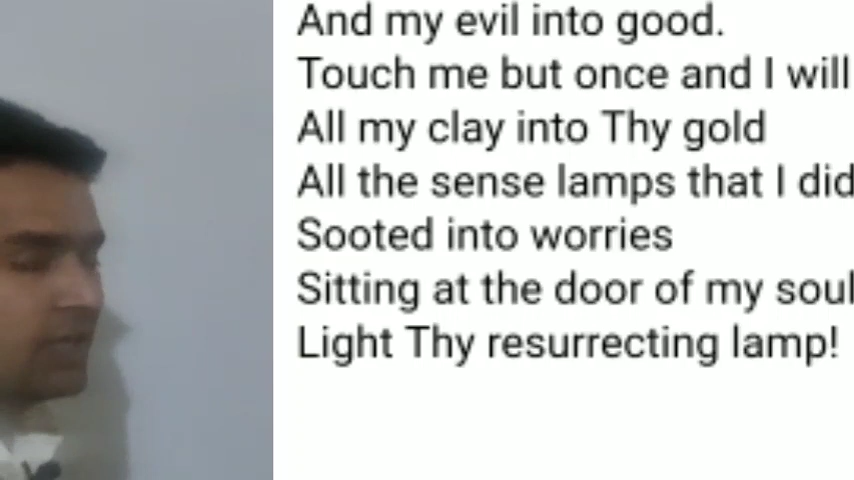 And my evil into good.
Touch me but once and I will
All my clay into Thy gold
All the sense lamps that I did
Sooted into worries
Sitting at the door of my soul
Light Thy resurrecting lamp!